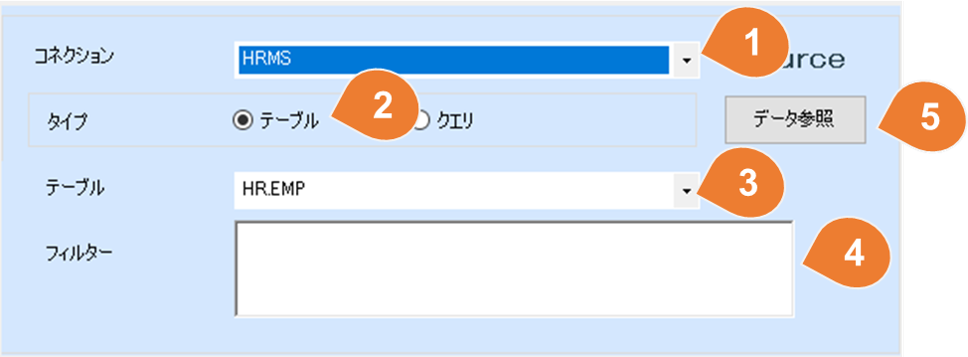 コネクション
HRMS
1
urce
タイプ
テーブル
2
クエリ
データ参照
5
テーブル
HR.EMP
3
フィルター
4